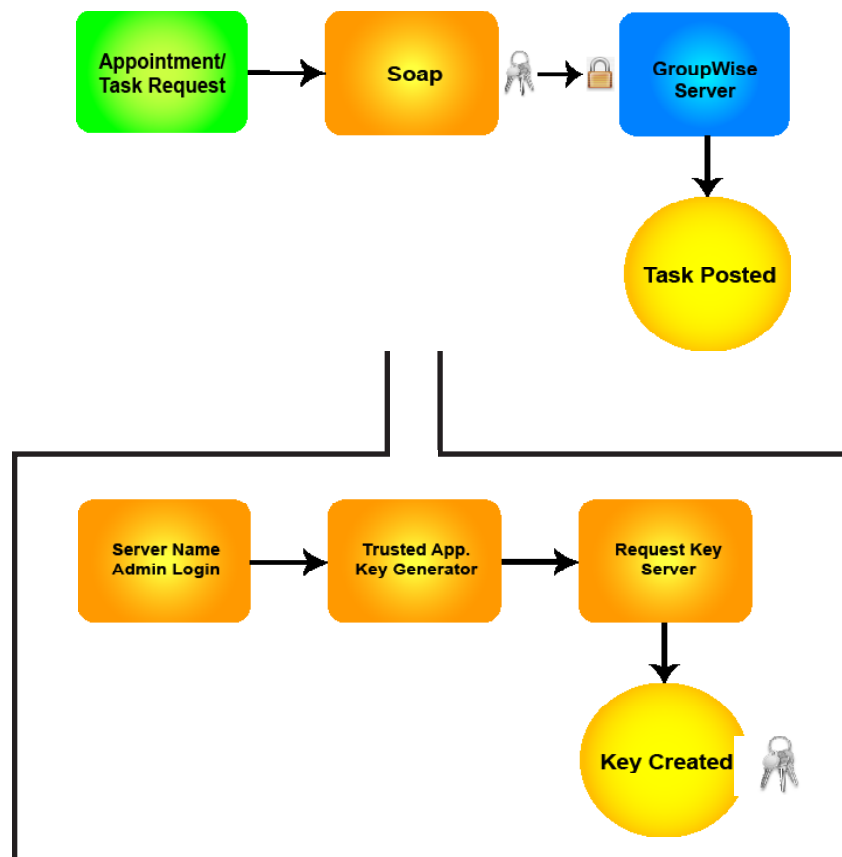 Appointment/
Task Request
Soap
GroupWise
Server
Task Posted
Server Name
Admin Login
Trusted App.
Key Generator
Request Key
Server
Key Created